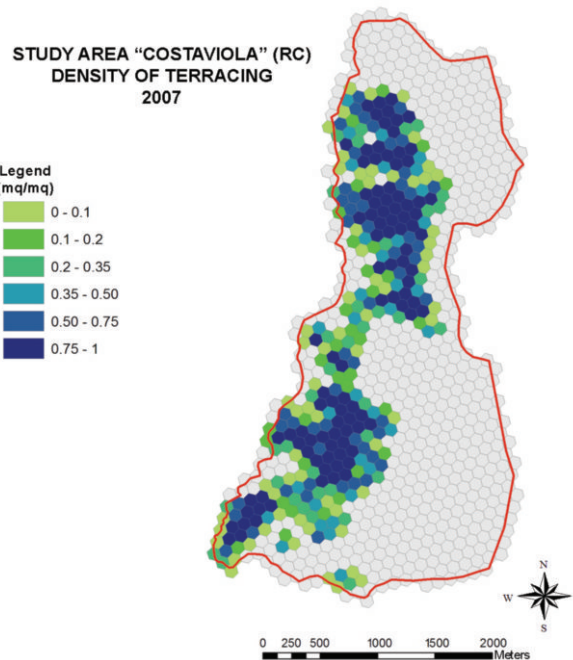 STUDY AREA “COSTAVIOLA” (RC)
DENSITY OF TERRACING
2007
Legend
(mq/mq)
0 - 0.1
0.1 - 0.2
0.2 - 0.35
0.35 - 0.50
0.50 - 0.75
0.75 - 1
N
W
E
S
0 250 500 1000 1500 2000
Meters